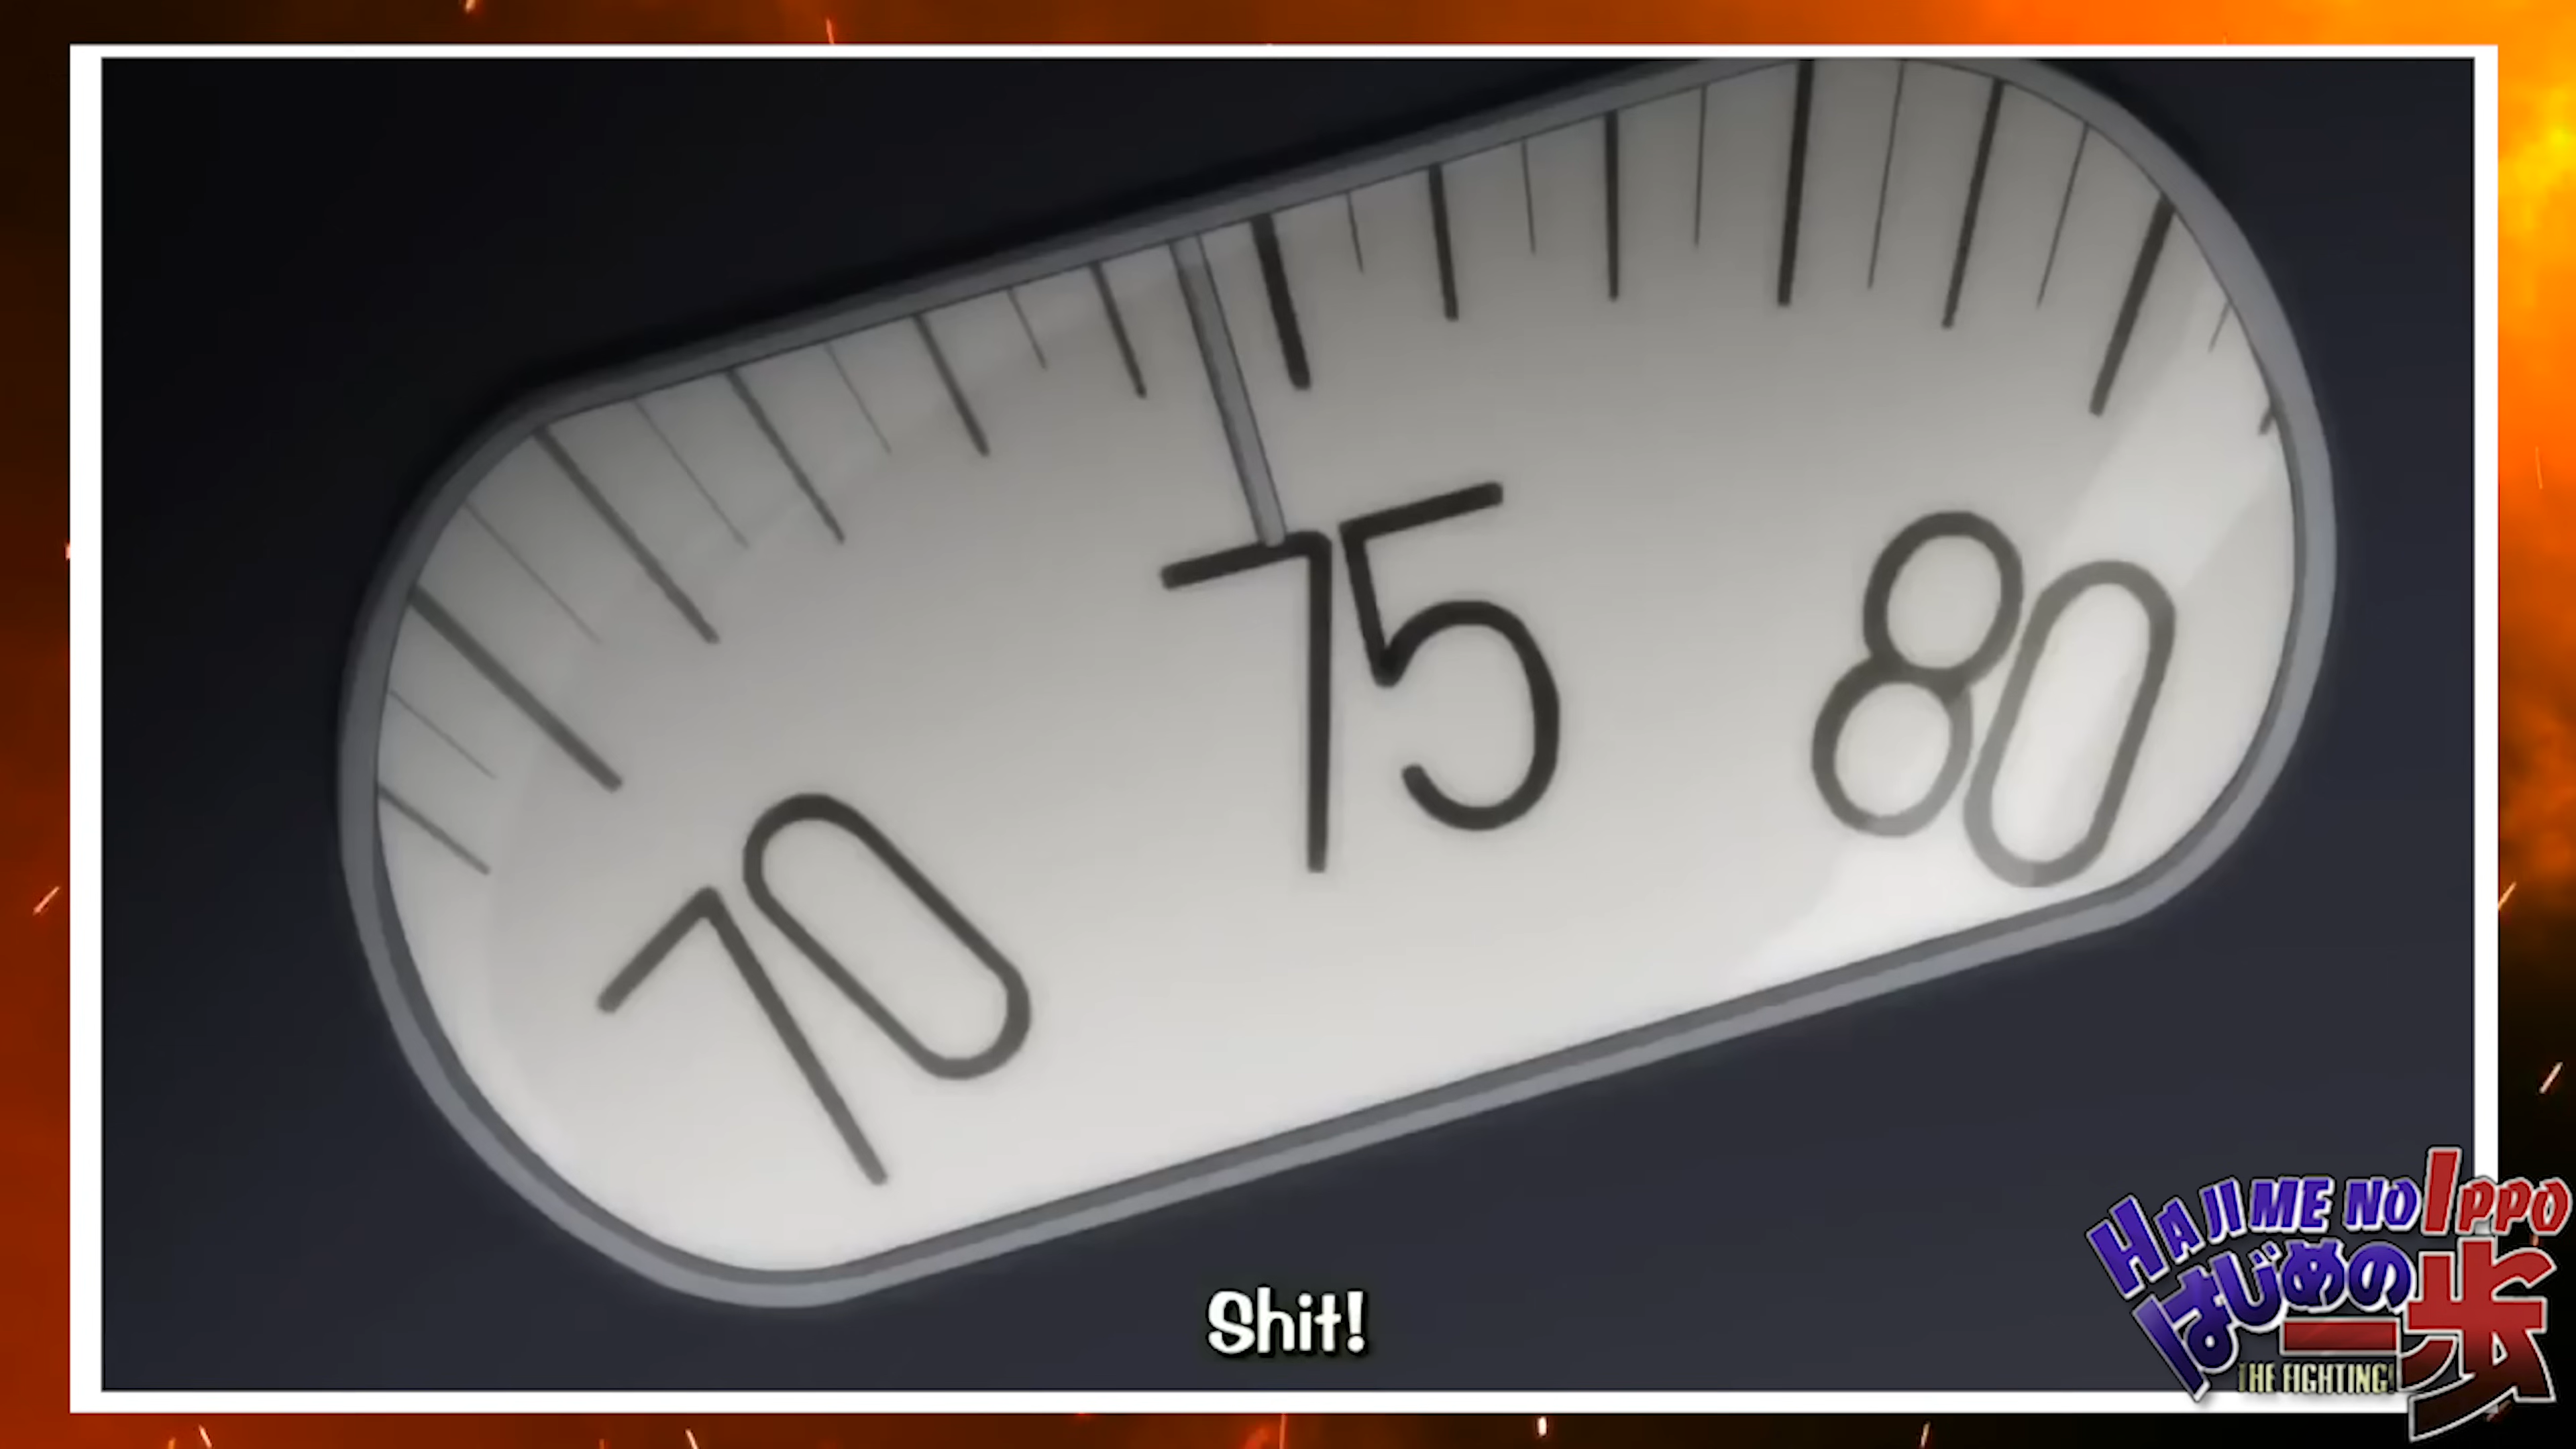 70
75
80
Shit!
HAJIME NO IPPO
はじめの一歩
THE FIGHTING!